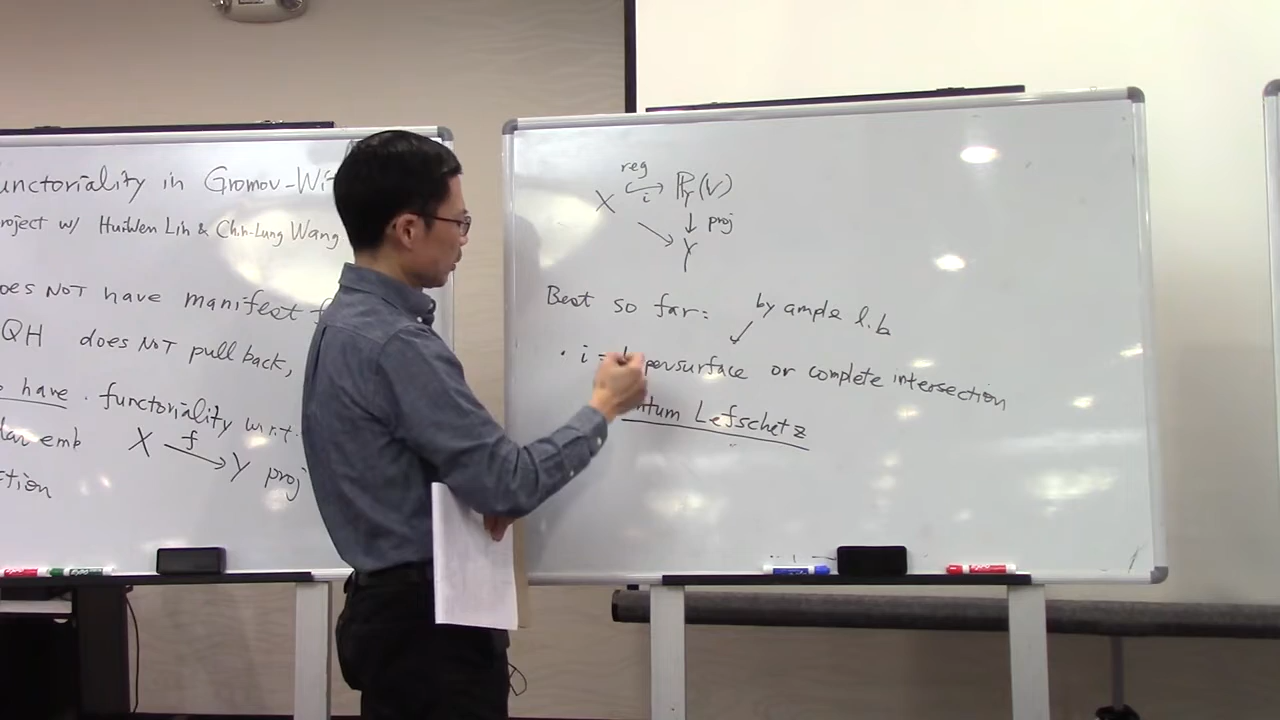 unctoriality in Gromov-Wit
roject w/ Hui-Wen Lin & Chin-Lung Wang
oes NOT have manifest f
QH does NOT pull back,
have · functoriality w.r.t.
lar emb X f Y proj
ction
reg
X i P_Y(V)
proj
Y
Best so far: by ample l.b
· i = hypersurface or complete intersection
ntum Lefschetz